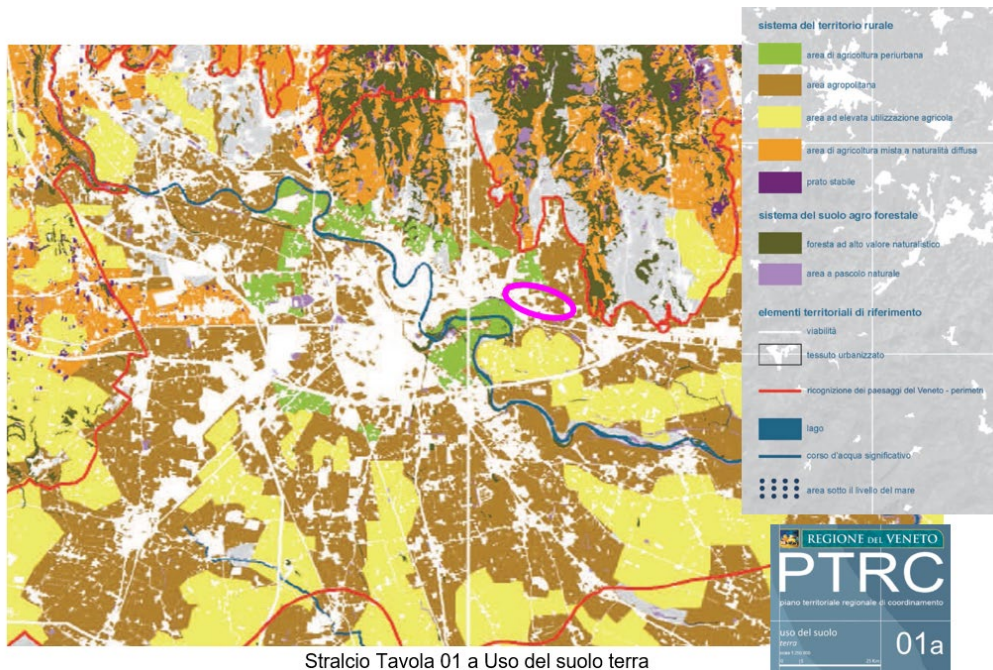 sistema del territorio rurale
area di agricoltura periurbana
area agropolitana
area ad elevata utilizzazione agricola
area di agricoltura mista a naturalità diffusa
prato stabile
sistema del suolo agro forestale
foresta ad alto valore naturalistico
area a pascolo naturale
elementi territoriali di riferimento
viabilità
tessuto urbanizzato
ricognizione dei paesaggi del Veneto - perimetri
lago
corso d'acqua significativo
area sotto il livello del mare
REGIONE DEL VENETO
PTRC
piano territoriale regionale di coordinamento
uso del suolo
terra
01a
Stralcio Tavola 01 a Uso del suolo terra